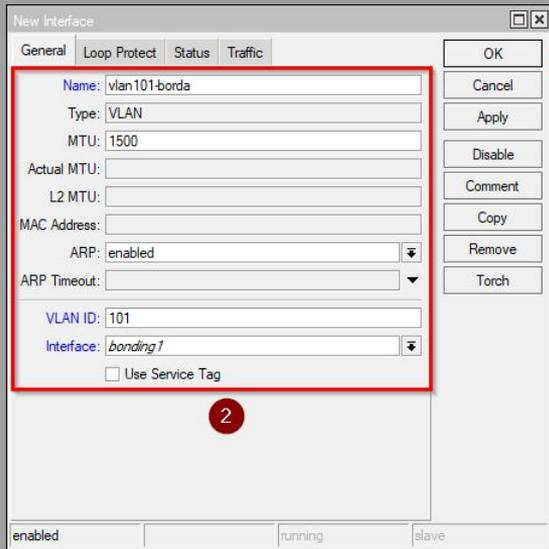 New Interface
General Loop Protect Status Traffic
OK
Name: vlan101-borda
Cancel
Type: VLAN
Apply
MTU: 1500
Actual MTU:
Disable
L2 MTU:
Comment
MAC Address:
Copy
ARP: enabled
Remove
ARP Timeout:
Torch
VLAN ID: 101
Interface: bonding1
Use Service Tag
2
enabled running slave